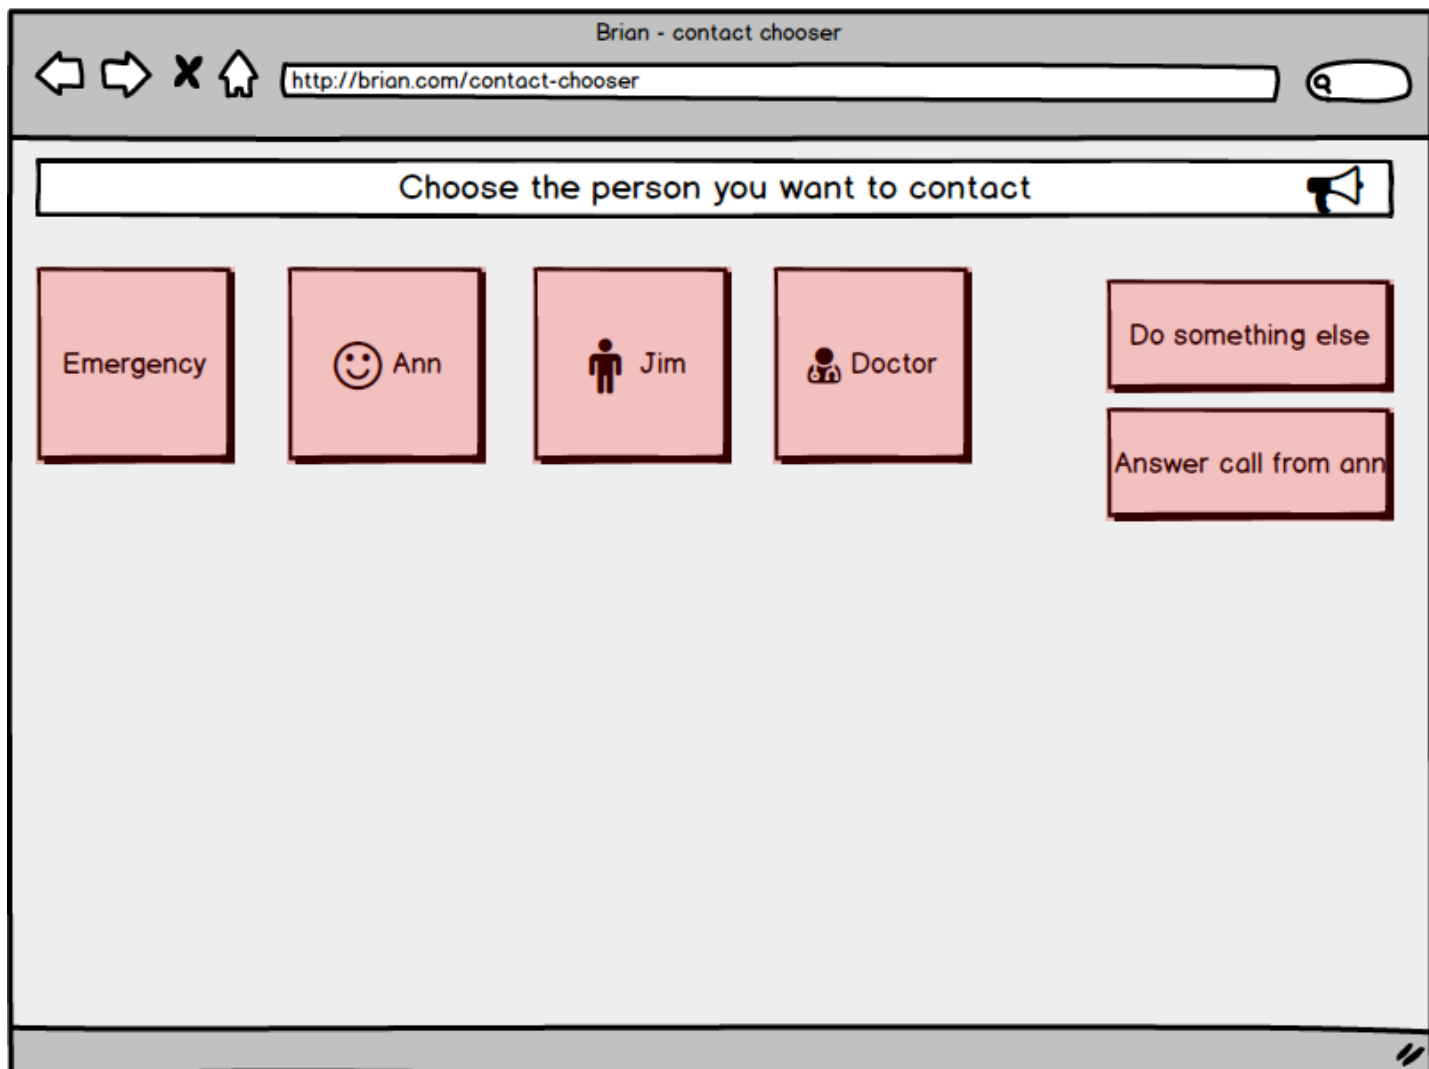 Brian - contact chooser
http://brian.com/contact-chooser
Choose the person you want to contact
Emergency
Ann
Jim
Doctor
Do something else
Answer call from ann